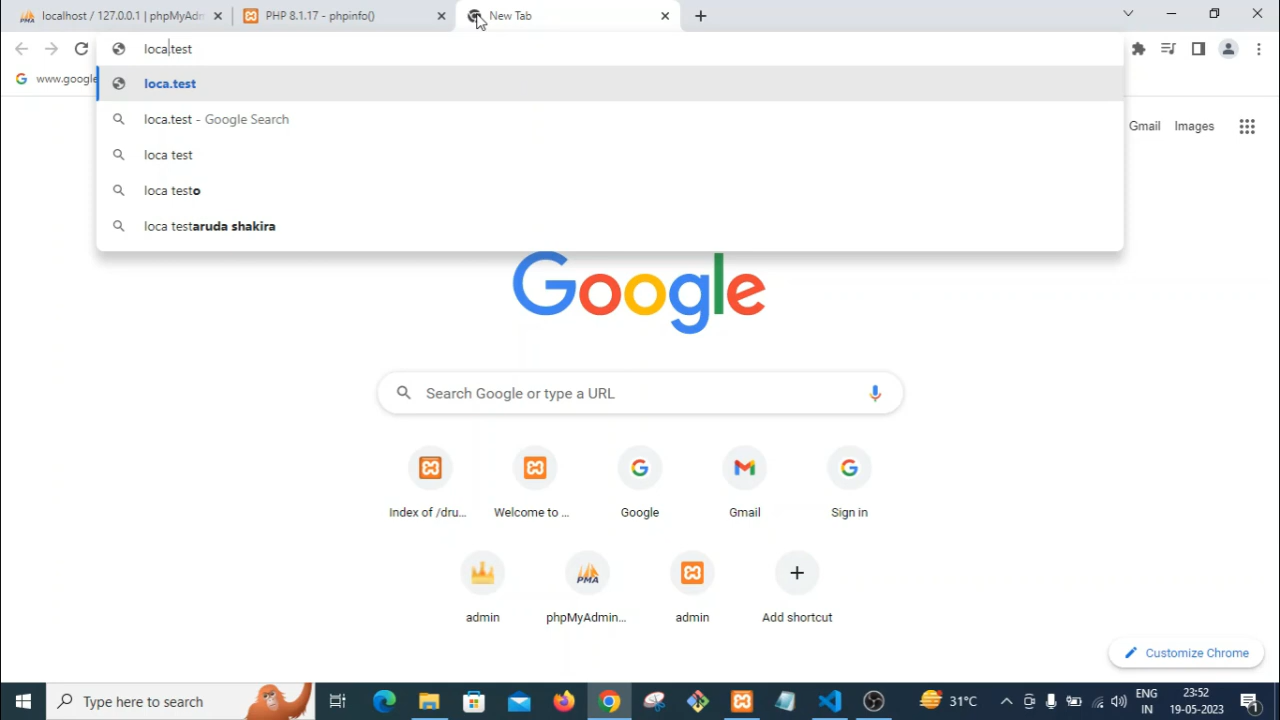 localhost / 127.0.0.1 | phpMyAdm
PHP 8.1.17 - phpinfo()
New Tab
loca.test
www.google
loca.test
loca.test - Google Search
loca test
loca testo
loca testaruda shakira
Gmail
Images
Google
Search Google or type a URL
Index of /dru...
Welcome to ...
Google
Gmail
Sign in
admin
PMA
phpMyAdmin...
admin
Add shortcut
Customize Chrome
Type here to search
31°C
ENG
IN
23:52
19-05-2023
1